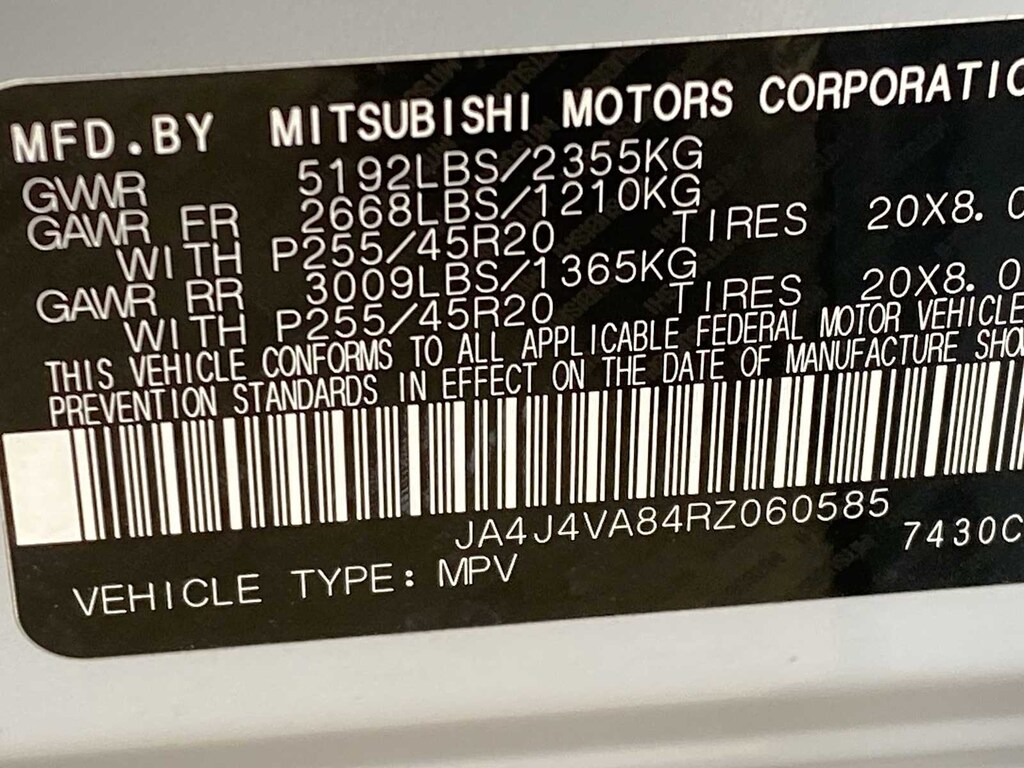 MFD.BY MITSUBISHI MOTORS CORPORATIO
GVWR 5192LBS/2355KG
GAWR FR 2668LBS/1210KG
WITH P255/45R20 TIRES 20X8.0
GAWR RR 3009LBS/1365KG
WITH P255/45R20 TIRES 20X8.0
THIS VEHICLE CONFORMS TO ALL APPLICABLE FEDERAL MOTOR VEHICLE
PREVENTION STANDARDS IN EFFECT ON THE DATE OF MANUFACTURE SHO
JA4J4VA84RZ060585
7430C
VEHICLE TYPE: MPV